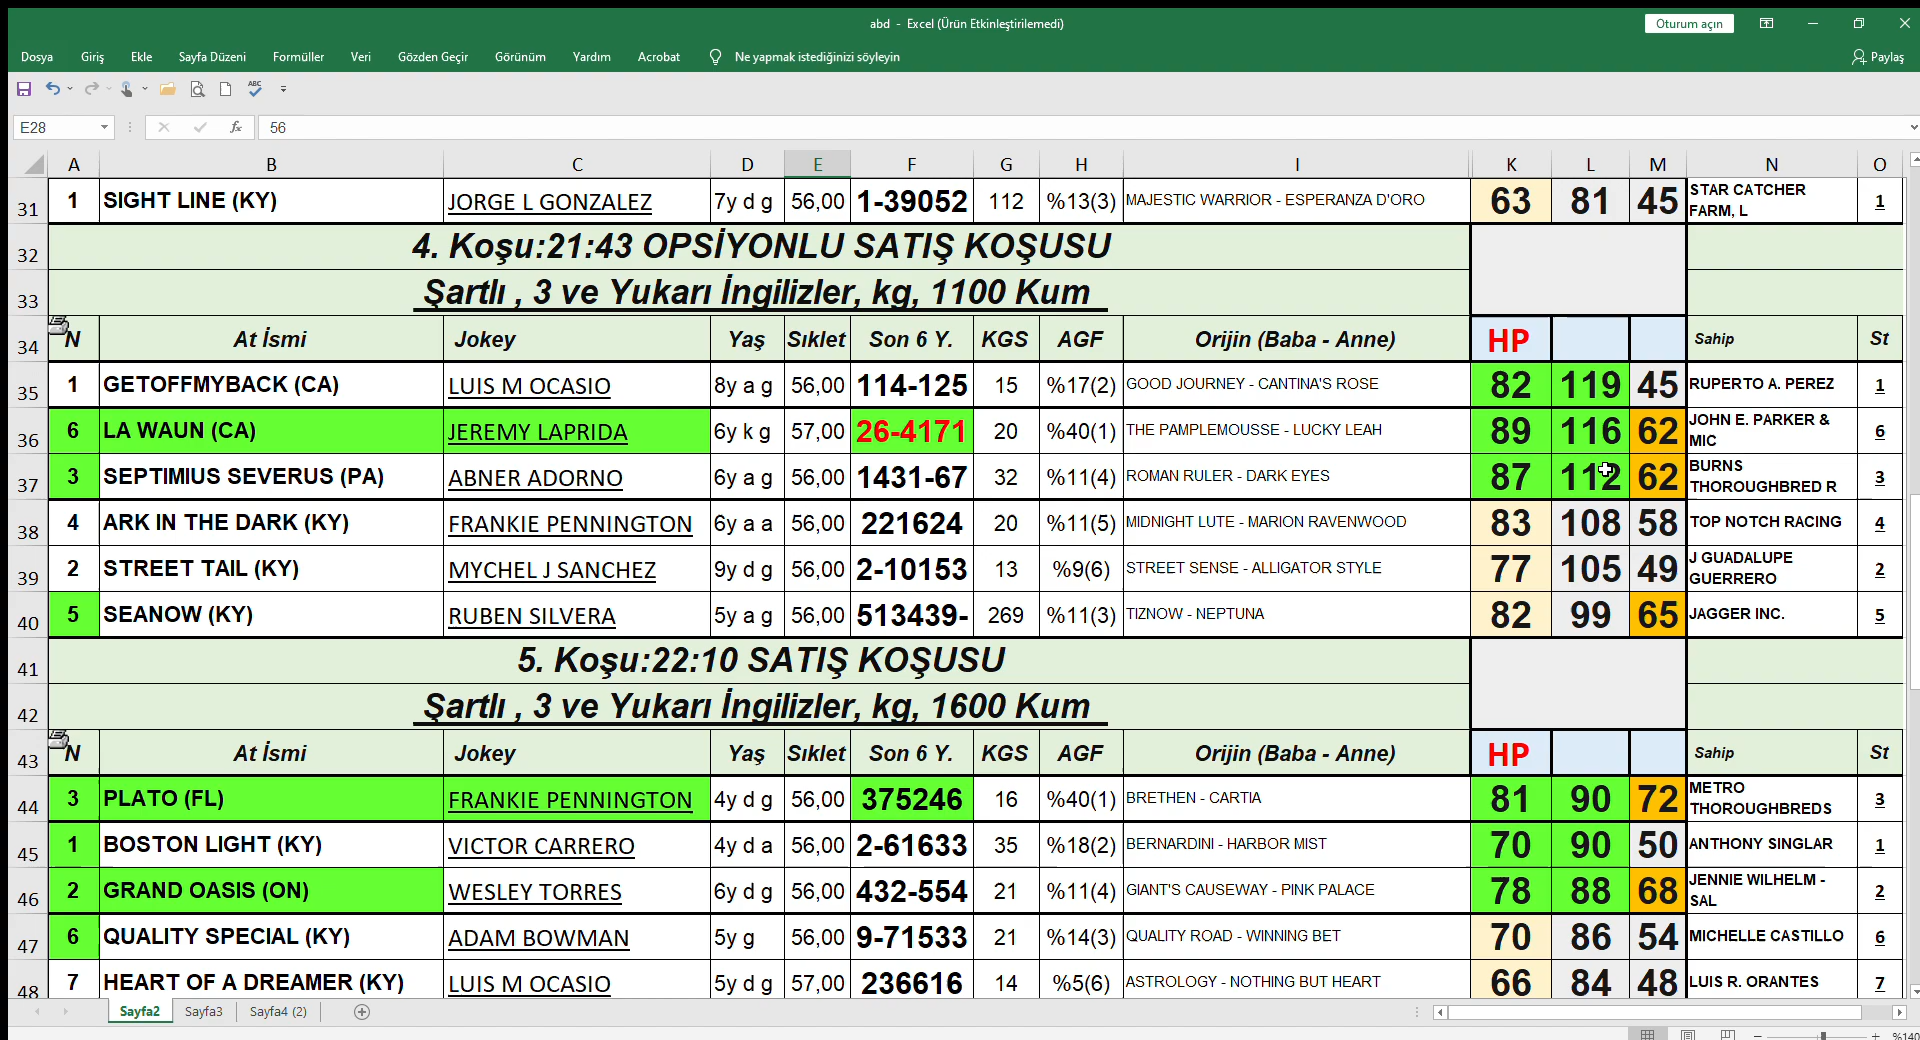 abd - Excel (Ürün Etkinleştirilemedi)
Oturum açın
Dosya Giriş Ekle Sayfa Düzeni Formüller Veri Gözden Geçir Görünüm Yardım Acrobat Ne yapmak istediğinizi söyleyin Paylaş
E28 fx 56
A B C D E F G H I K L M N O
31 1 SIGHT LINE (KY) JORGE L GONZALEZ 7y d g 56,00 1-39052 112 %13(3) MAJESTIC WARRIOR - ESPERANZA D'ORO 63 81 45 STAR CATCHER FARM, L 1
32 4. Koşu:21:43 OPSİYONLU SATIŞ KOŞUSU
33 Şartlı , 3 ve Yukarı İngilizler, kg, 1100 Kum
34 N At İsmi Jokey Yaş Sıklet Son 6 Y. KGS AGF Orijin (Baba - Anne) HP Sahip St
35 1 GETOFFMYBACK (CA) LUIS M OCASIO 8y a g 56,00 114-125 15 %17(2) GOOD JOURNEY - CANTINA'S ROSE 82 119 45 RUPERTO A. PEREZ 1
36 6 LA WAUN (CA) JEREMY LAPRIDA 6y k g 57,00 26-4171 20 %40(1) THE PAMPLEMOUSSE - LUCKY LEAH 89 116 62 JOHN E. PARKER & MIC 6
37 3 SEPTIMIUS SEVERUS (PA) ABNER ADORNO 6y a g 56,00 1431-67 32 %11(4) ROMAN RULER - DARK EYES 87 112 62 BURNS THOROUGHBRED R 3
38 4 ARK IN THE DARK (KY) FRANKIE PENNINGTON 6y a a 56,00 221624 20 %11(5) MIDNIGHT LUTE - MARION RAVENWOOD 83 108 58 TOP NOTCH RACING 4
39 2 STREET TAIL (KY) MYCHEL J SANCHEZ 9y d g 56,00 2-10153 13 %9(6) STREET SENSE - ALLIGATOR STYLE 77 105 49 J GUADALUPE GUERRERO 2
40 5 SEANOW (KY) RUBEN SILVERA 5y a g 56,00 513439- 269 %11(3) TIZNOW - NEPTUNA 82 99 65 JAGGER INC. 5
41 5. Koşu:22:10 SATIŞ KOŞUSU
42 Şartlı , 3 ve Yukarı İngilizler, kg, 1600 Kum
43 N At İsmi Jokey Yaş Sıklet Son 6 Y. KGS AGF Orijin (Baba - Anne) HP Sahip St
44 3 PLATO (FL) FRANKIE PENNINGTON 4y d g 56,00 375246 16 %40(1) BRETHEN - CARTIA 81 90 72 METRO THOROUGHBREDS 3
45 1 BOSTON LIGHT (KY) VICTOR CARRERO 4y d a 56,00 2-61633 35 %18(2) BERNARDINI - HARBOR MIST 70 90 50 ANTHONY SINGLAR 1
46 2 GRAND OASIS (ON) WESLEY TORRES 6y d g 56,00 432-554 21 %11(4) GIANT'S CAUSEWAY - PINK PALACE 78 88 68 JENNIE WILHELM - SAL 2
47 6 QUALITY SPECIAL (KY) ADAM BOWMAN 5y g 56,00 9-71533 21 %14(3) QUALITY ROAD - WINNING BET 70 86 54 MICHELLE CASTILLO 6
48 7 HEART OF A DREAMER (KY) LUIS M OCASIO 5y d g 57,00 236616 14 %5(6) ASTROLOGY - NOTHING BUT HEART 66 84 48 LUIS R. ORANTES 7
Sayfa2 Sayfa3 Sayfa4 (2)
%140